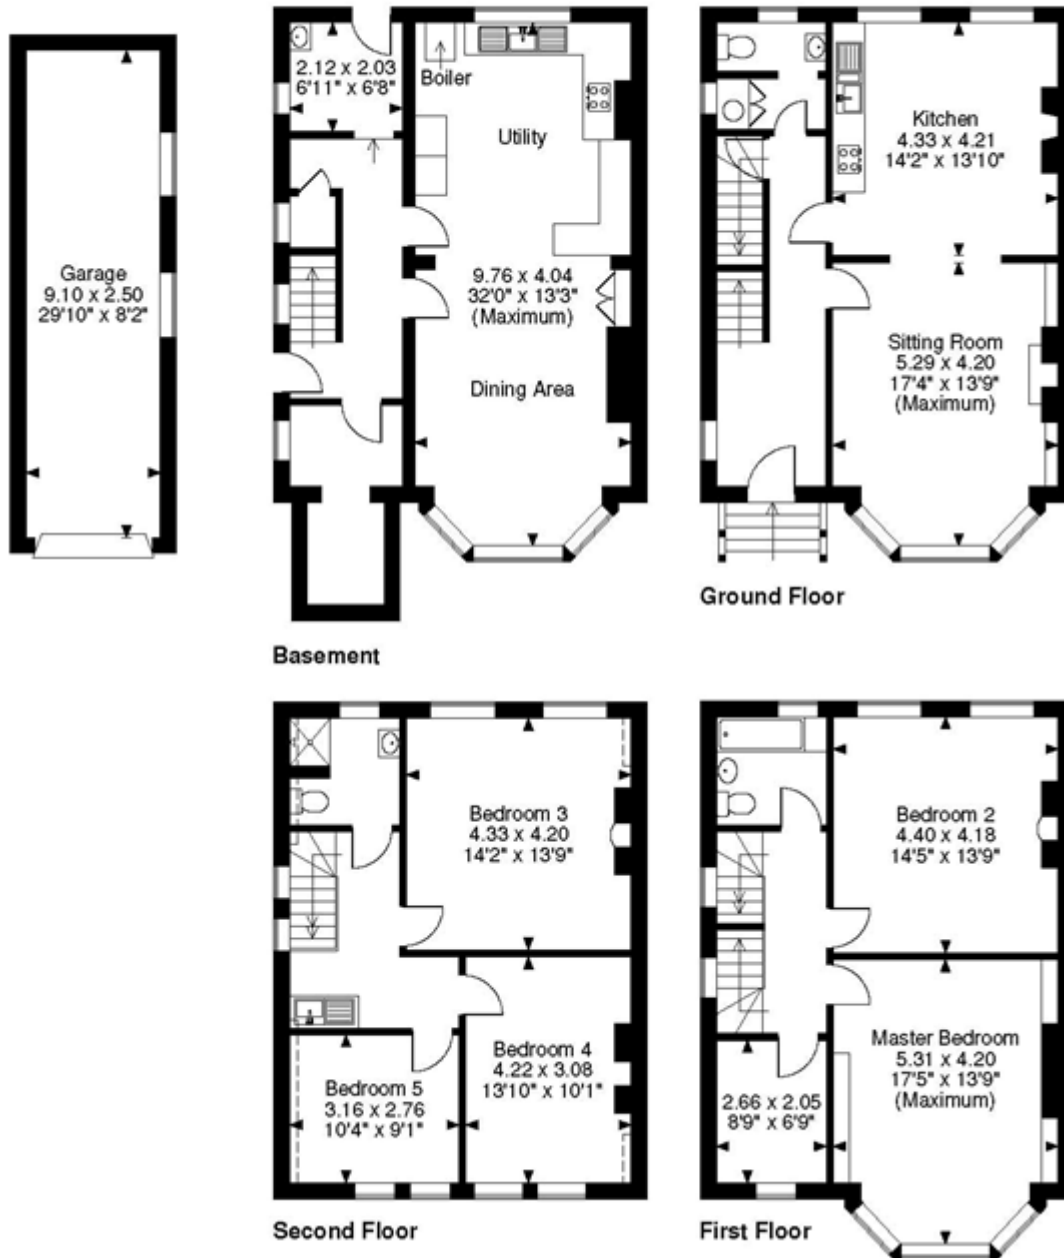 Garage
9.10 x 2.50
29'10" x 8'2"
2.12 x 2.03
6'11" x 6'8"
Boiler
Utility
9.76 x 4.04
32'0" x 13'3"
(Maximum)
Dining Area
Basement
Kitchen
4.33 x 4.21
14'2" x 13'10"
Sitting Room
5.29 x 4.20
17'4" x 13'9"
(Maximum)
Ground Floor
Bedroom 3
4.33 x 4.20
14'2" x 13'9"
Bedroom 4
4.22 x 3.08
13'10" x 10'1"
Bedroom 5
3.16 x 2.76
10'4" x 9'1"
Second Floor
Bedroom 2
4.40 x 4.18
14'5" x 13'9"
Master Bedroom
5.31 x 4.20
17'5" x 13'9"
(Maximum)
2.66 x 2.05
8'9" x 6'9"
First Floor